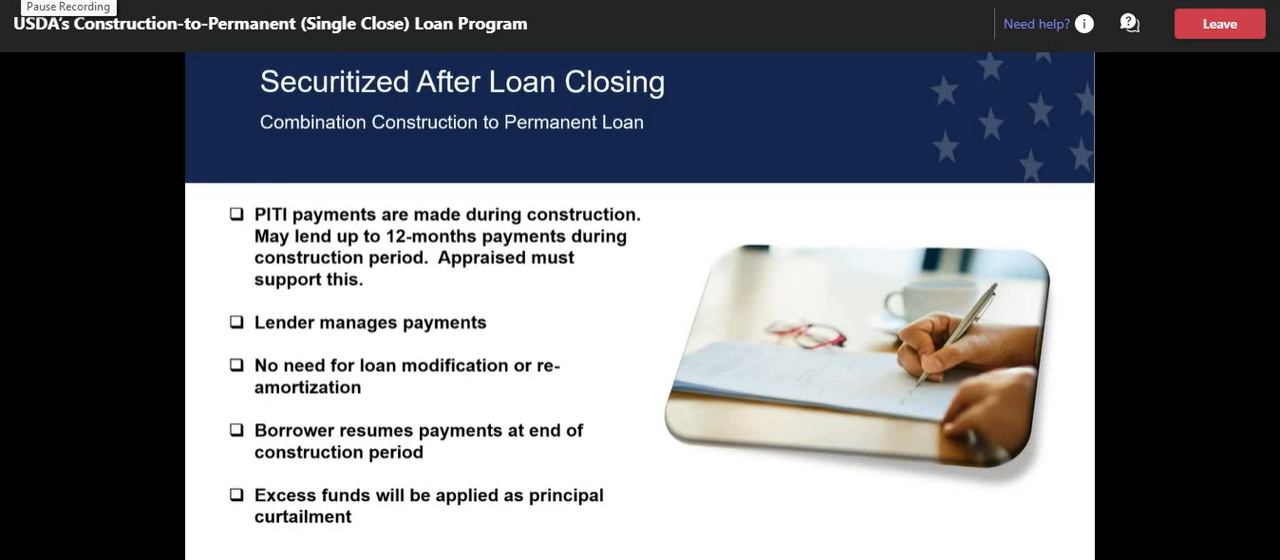 Pause Recording
USDA's Construction-to-Permanent (Single Close) Loan Program
Need help?
Leave
Securitized After Loan Closing
Combination Construction to Permanent Loan
PITI payments are made during construction.
May lend up to 12-months payments during
construction period.  Appraised must
support this.
Lender manages payments
No need for loan modification or re-
amortization
Borrower resumes payments at end of
construction period
Excess funds will be applied as principal
curtailment